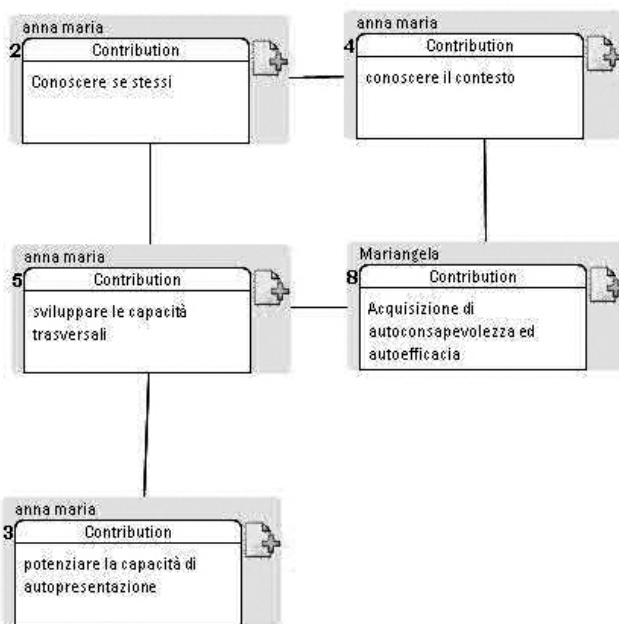 anna maria
2
Contribution
Conoscere se stessi
anna maria
4
Contribution
conoscere il contesto
anna maria
5
Contribution
sviluppare le capacità
trasversali
Mariangela
8
Contribution
Acquisizione di
autoconsapevolezza ed
autoefficacia
anna maria
3
Contribution
potenziare la capacità di
autopresentazione